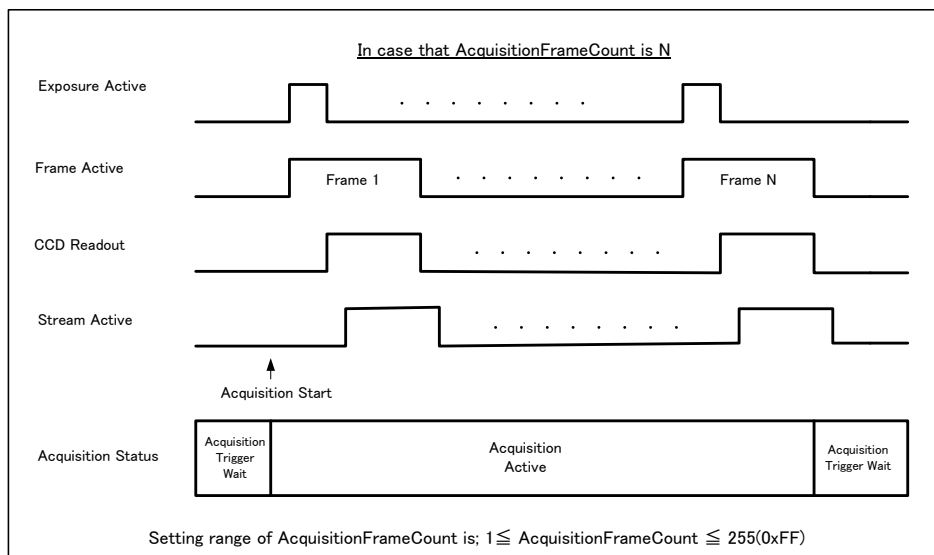 In case that AcquisitionFrameCount is N
Exposure Active
. . . . . . . . .
Frame Active
Frame 1
. . . . . . . .
Frame N
CCD Readout
. . . . . . . . .
Stream Active
. . . . . . . .
Acquisition Start
Acquisition Status
Acquisition
Trigger
Wait
Acquisition
Active
Acquisition
Trigger Wait
Setting range of AcquisitionFrameCount is; 1≦ AcquisitionFrameCount ≦ 255(0xFF)